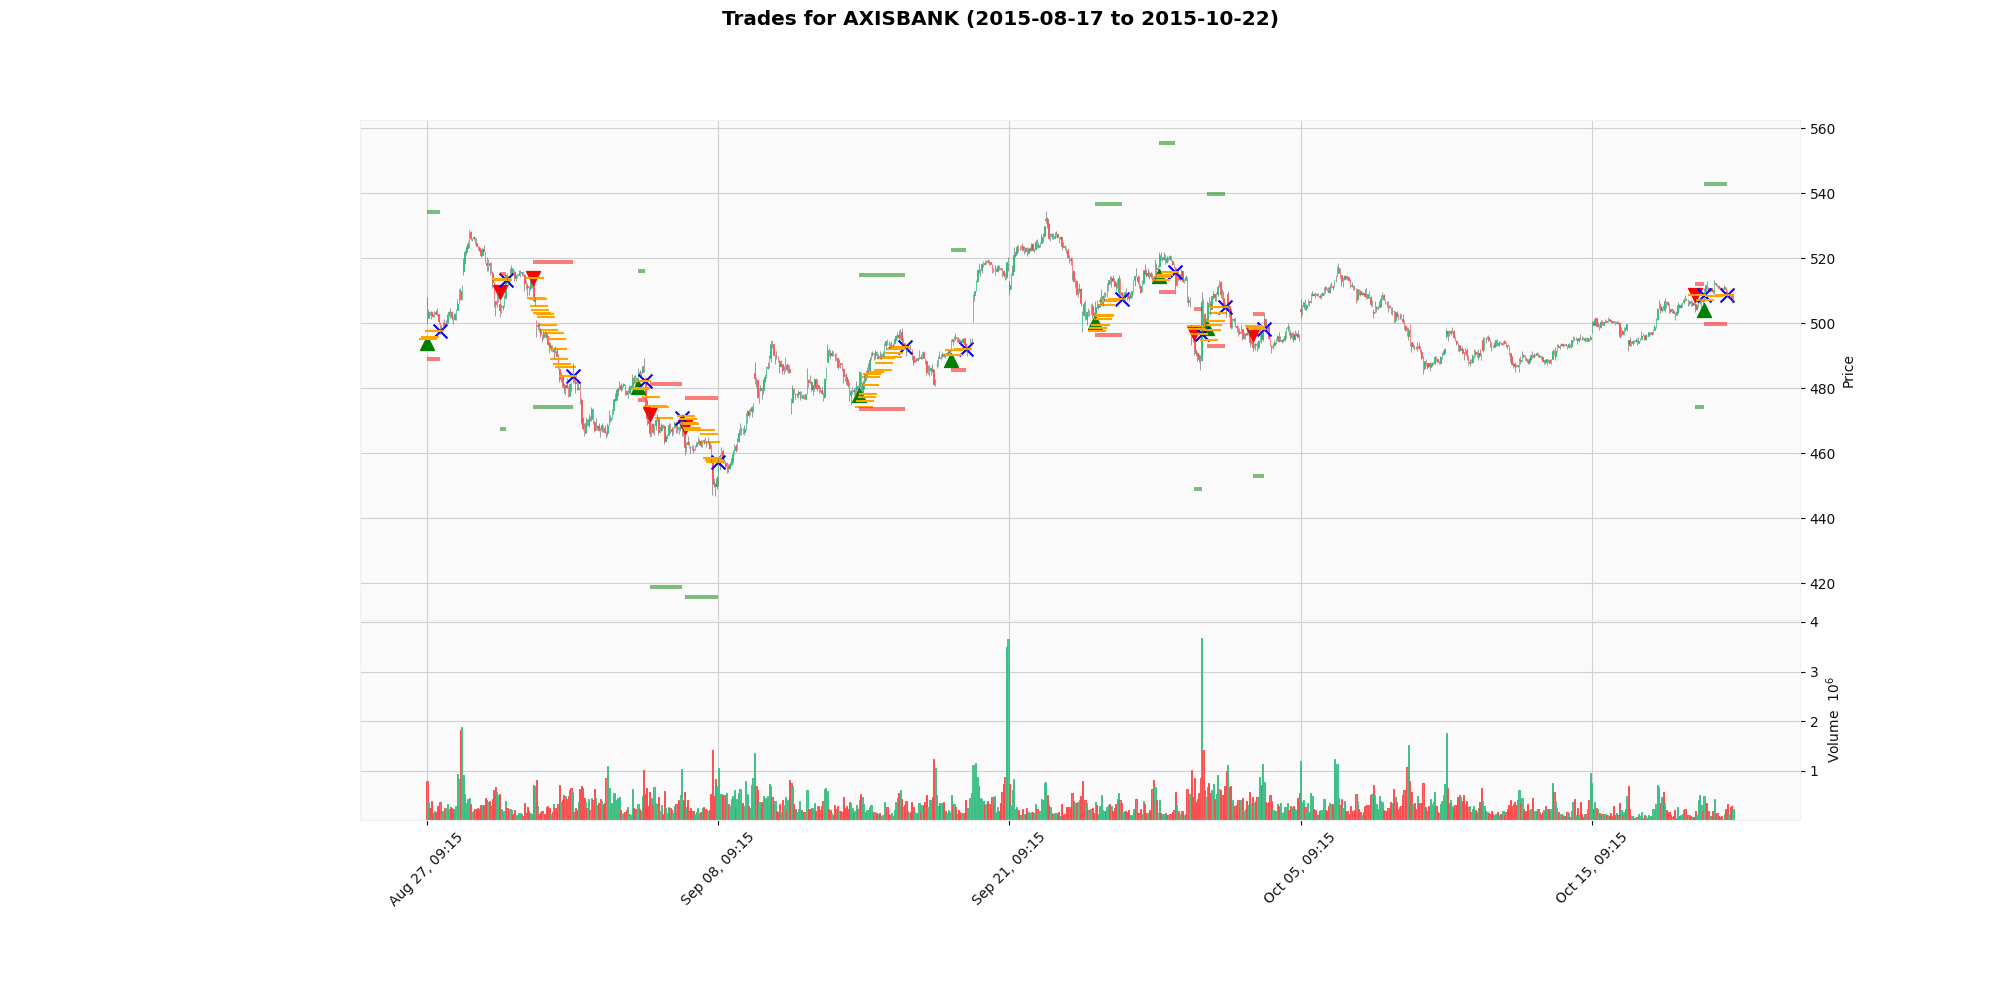 Trades for AXISBANK (2015-08-17 to 2015-10-22)
560
540
520
500
480
460
440
420
Price
4
3
2
1
Volume 10^6
Aug 27, 09:15
Sep 08, 09:15
Sep 21, 09:15
Oct 05, 09:15
Oct 15, 09:15